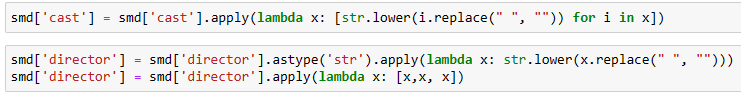 smd['cast'] = smd['cast'].apply(lambda x: [str.lower(i.replace(" ", "")) for i in x])
smd['director'] = smd['director'].astype('str').apply(lambda x: str.lower(x.replace(" ", "")))
smd['director'] = smd['director'].apply(lambda x: [x,x, x])